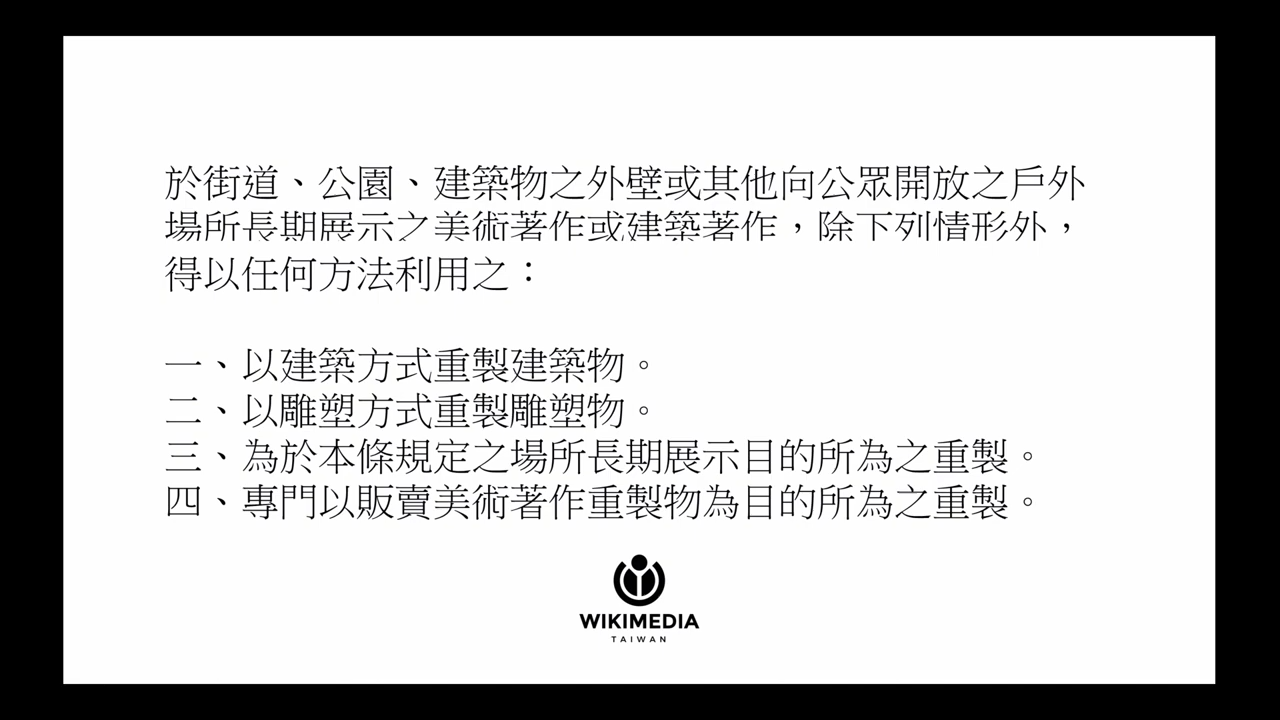 於街道、公園、建築物之外壁或其他向公眾開放之戶外
場所長期展示之美術著作或建築著作，除下列情形外，
得以任何方法利用之：
一、以建築方式重製建築物。
二、以雕塑方式重製雕塑物。
三、為於本條規定之場所長期展示目的所為之重製。
四、專門以販賣美術著作重製物為目的所為之重製。
WIKIMEDIA
TAIWAN